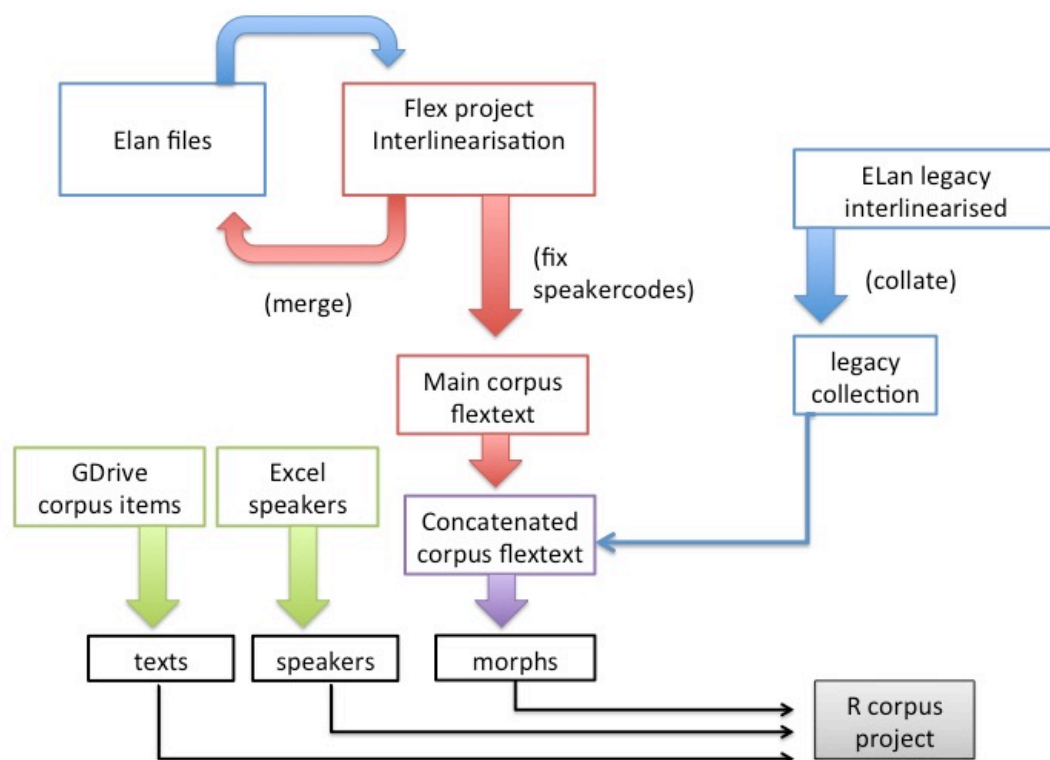 Elan files
Flex project
Interlinearisation
ELan legacy
interlinearised
(merge)
(fix
speakercodes)
(collate)
Main corpus
flextext
legacy
collection
GDrive
corpus items
Excel
speakers
Concatenated
corpus flextext
texts
speakers
morphs
R corpus
project